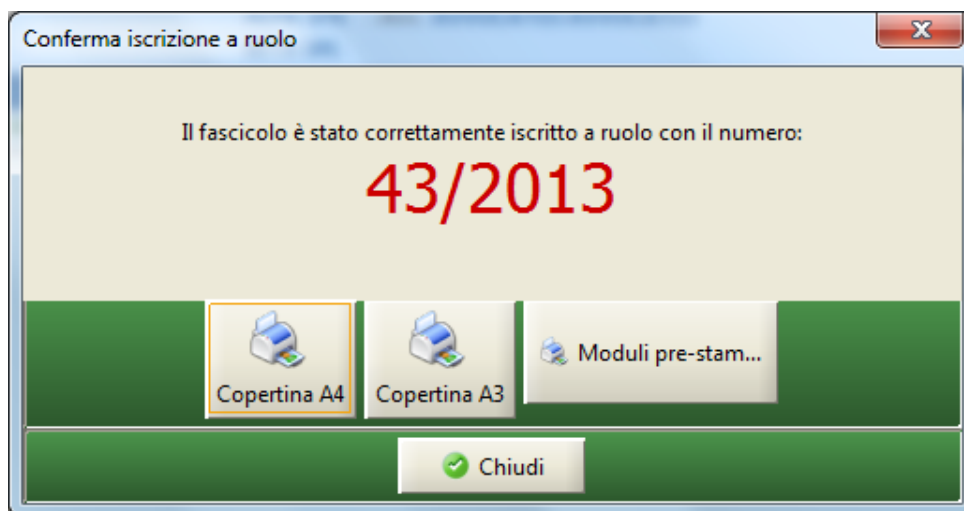 Conferma iscrizione a ruolo
Il fascicolo è stato correttamente iscritto a ruolo con il numero:
43/2013
Copertina A4
Copertina A3
Moduli pre-stam...
Chiudi